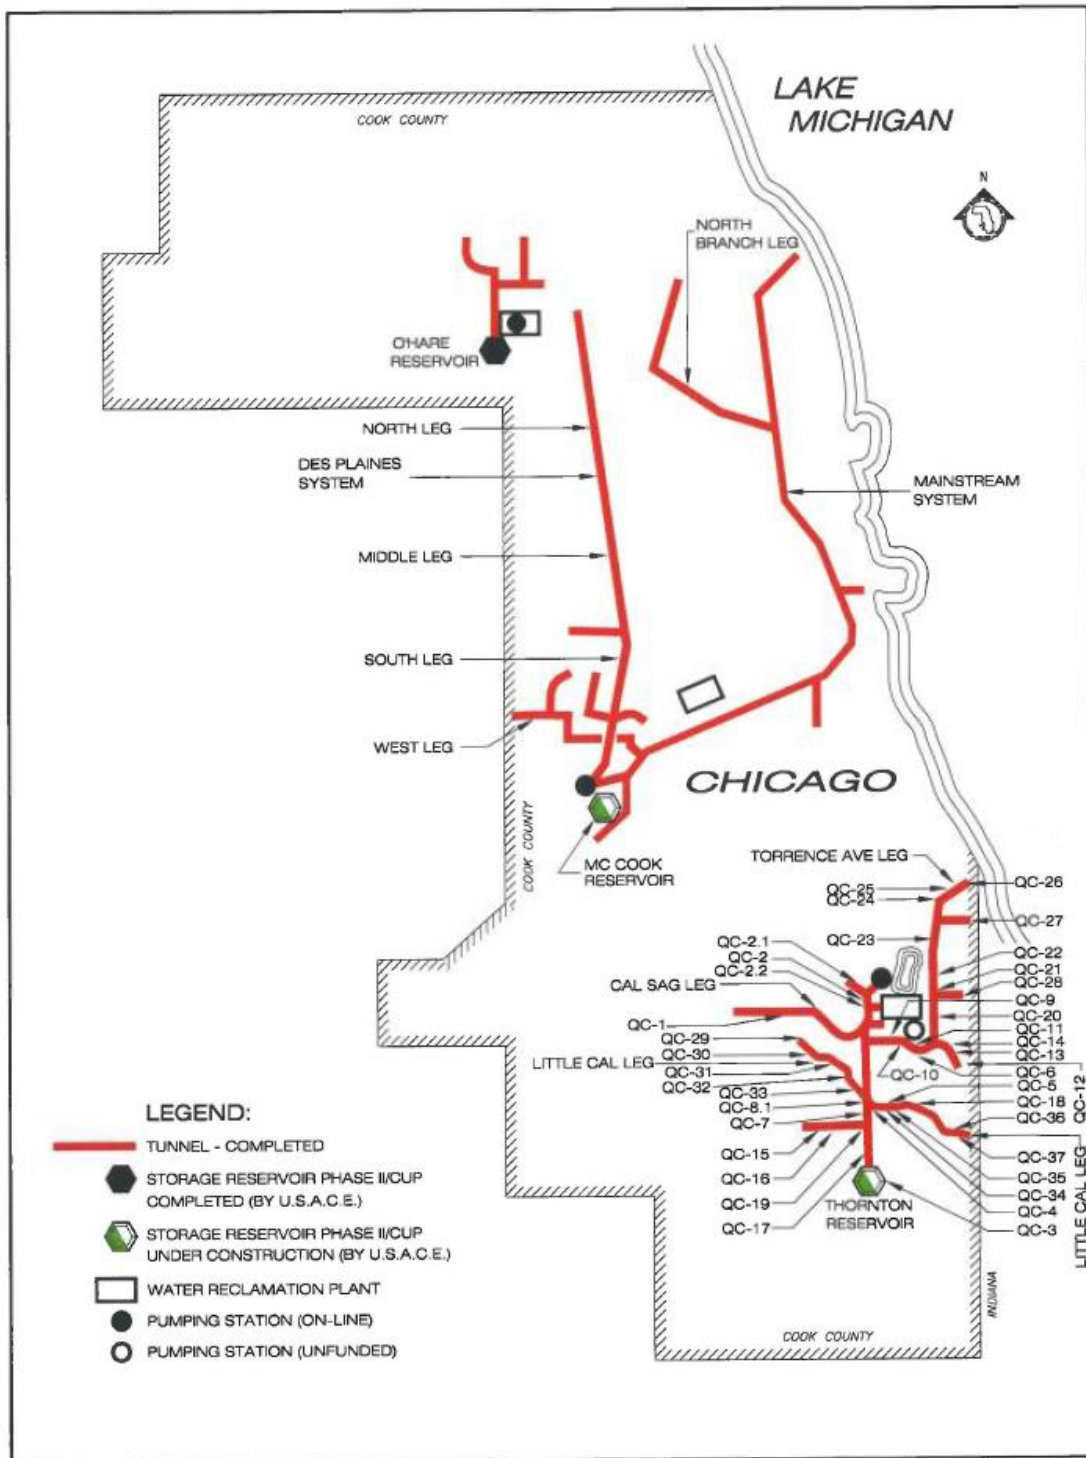 LAKE
MICHIGAN
COOK COUNTY
N
NORTH
BRANCH LEG
O'HARE
RESERVOIR
NORTH LEG
DES PLAINES
SYSTEM
MAINSTREAM
SYSTEM
MIDDLE LEG
SOUTH LEG
WEST LEG
CHICAGO
COOK COUNTY
MC COOK
RESERVOIR
TORRENCE AVE LEG
QC-26
QC-25
QC-24
QC-27
QC-23
QC-2.1
QC-2
QC-2.2
QC-22
QC-21
QC-28
CAL SAG LEG
QC-9
QC-20
QC-1
QC-11
QC-29
QC-14
QC-30
QC-13
LITTLE CAL LEG
QC-31
QC-10
QC-6
QC-32
QC-5
QC-12
QC-33
QC-18
QC-8.1
QC-36
QC-7
QC-15
QC-37
QC-16
QC-35
QC-34
QC-19
QC-4
QC-17
QC-3
THORNTON
RESERVOIR
LITTLE CAL LEG
LEGEND:
TUNNEL - COMPLETED
STORAGE RESERVOIR PHASE II/CUP
COMPLETED (BY U.S.A.C.E.)
STORAGE RESERVOIR PHASE II/CUP
UNDER CONSTRUCTION (BY U.S.A.C.E.)
WATER RECLAMATION PLANT
PUMPING STATION (ON-LINE)
PUMPING STATION (UNFUNDED)
INDIANA
COOK COUNTY